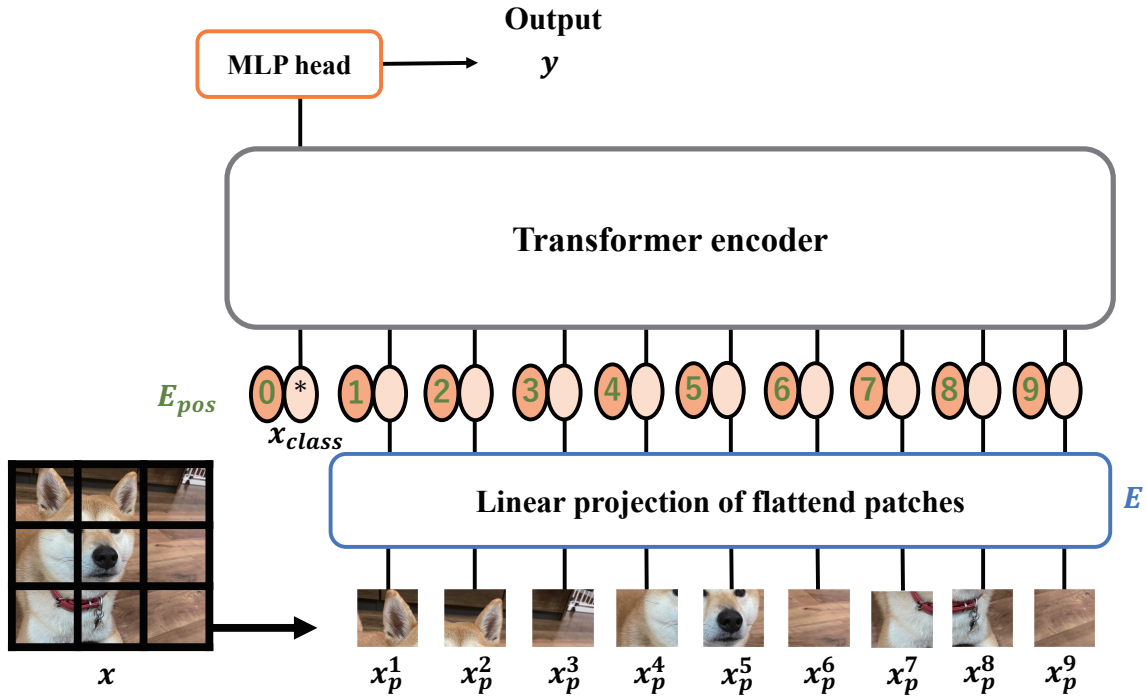 Output
MLP head
y
Transformer encoder
E_pos
0 * 1 2 3 4 5 6 7 8 9
x_class
Linear projection of flattend patches
E
x
x_p^1 x_p^2 x_p^3 x_p^4 x_p^5 x_p^6 x_p^7 x_p^8 x_p^9